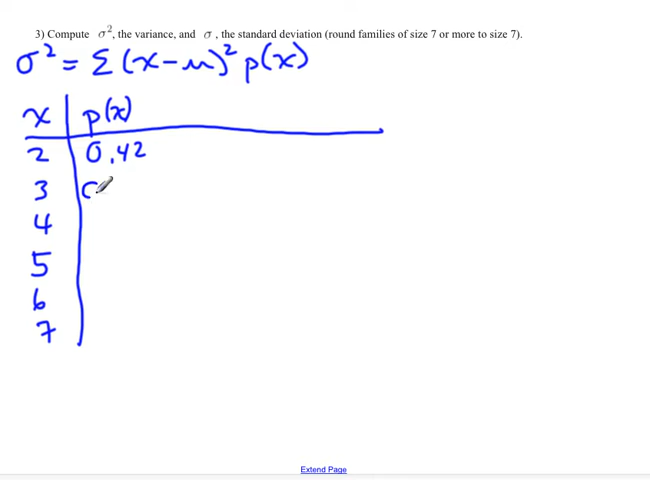 3) Compute σ², the variance, and σ, the standard deviation (round families of size 7 or more to size 7).
σ² = Σ (x - μ)² p(x)
x p(x)
2 0.42
3
4
5
6
7
Extend Page